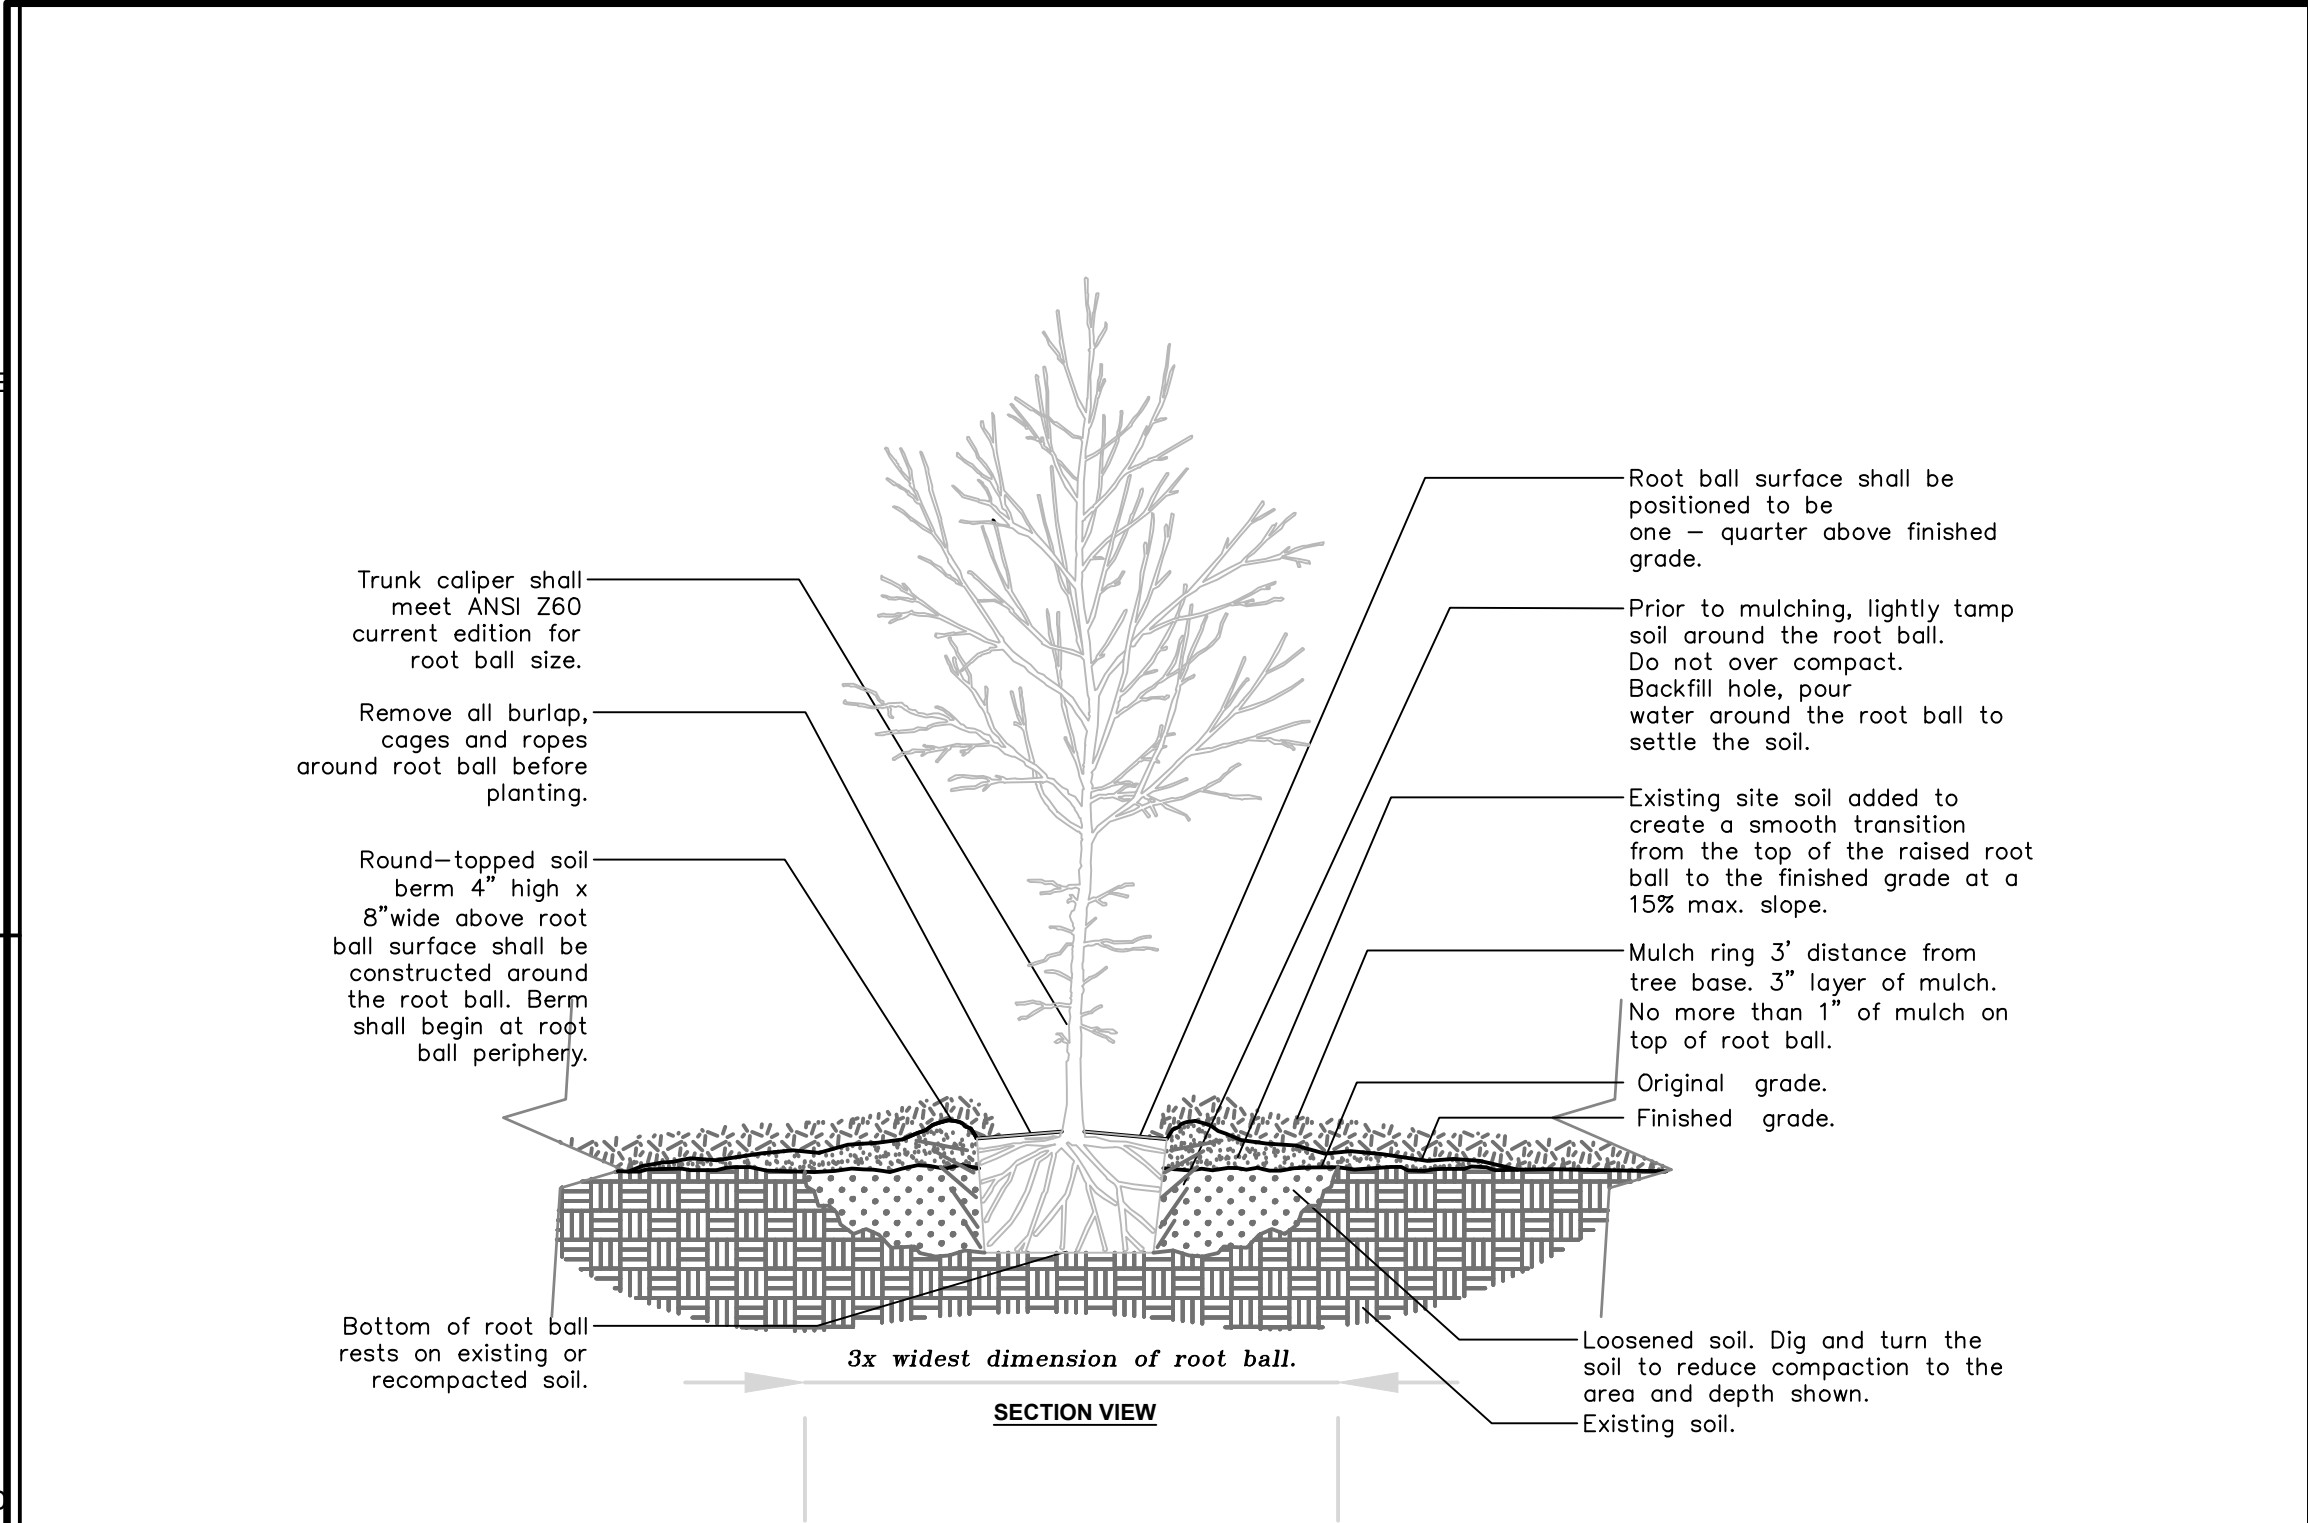 Trunk caliper shall
meet ANSI Z60
current edition for
root ball size.
Remove all burlap,
cages and ropes
around root ball before
planting.
Round-topped soil
berm 4" high x
8"wide above root
ball surface shall be
constructed around
the root ball. Berm
shall begin at root
ball periphery.
Bottom of root ball
rests on existing or
recompacted soil.
Root ball surface shall be
positioned to be
one - quarter above finished
grade.
Prior to mulching, lightly tamp
soil around the root ball.
Do not over compact.
Backfill hole, pour
water around the root ball to
settle the soil.
Existing site soil added to
create a smooth transition
from the top of the raised root
ball to the finished grade at a
15% max. slope.
Mulch ring 3' distance from
tree base. 3" layer of mulch.
No more than 1" of mulch on
top of root ball.
Original grade.
Finished grade.
Loosened soil. Dig and turn the
soil to reduce compaction to the
area and depth shown.
Existing soil.
3x widest dimension of root ball.
SECTION VIEW